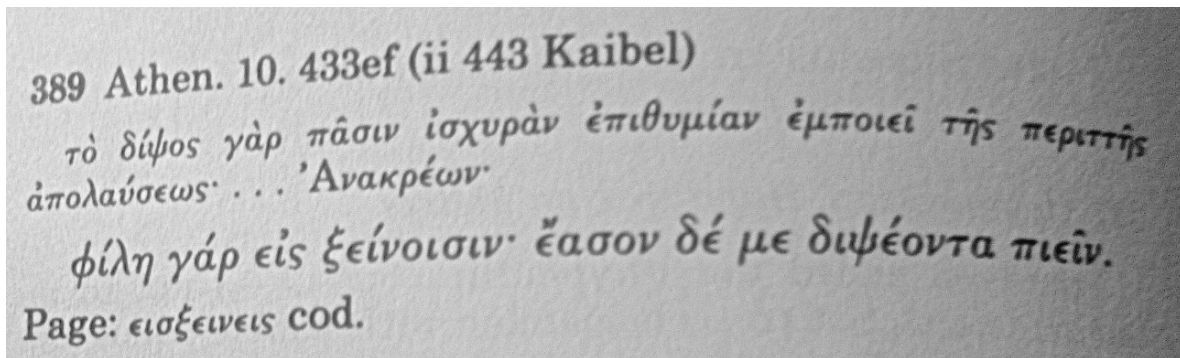 389 Athen. 10. 433ef (ii 443 Kaibel)
τὸ δίψος γὰρ πᾶσιν ἰσχυρὰν ἐπιθυμίαν ἐμποιεῖ τῆς περιττῆς
ἀπολαύσεως· . . . Ἀνακρέων·
φίλη γάρ εἰς ξείνοισιν· ἔασον δέ με διψέοντα πιεῖν.
Page: εισξεινεις cod.